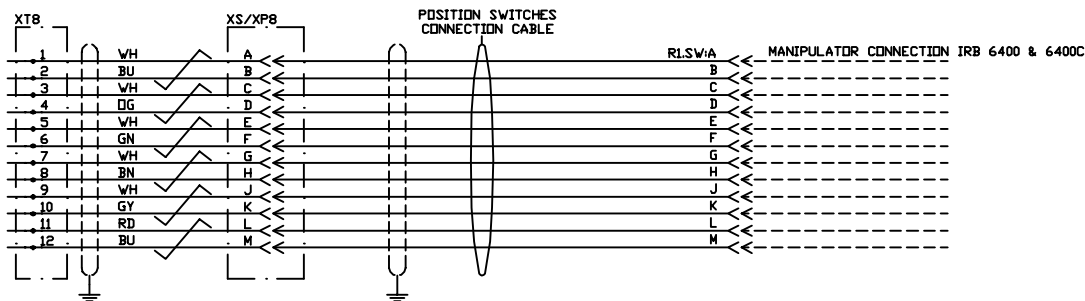 POSITION SWITCHES
CONNECTION CABLE
XT8 XS/XP8
1 WH A R1.SW:A MANIPULATOR CONNECTION IRB 6400 & 6400C
2 BU B B
3 WH C C
4 OG D D
5 WH E E
6 GN F F
7 WH G G
8 BN H H
9 WH J J
10 GY K K
11 RD L L
12 BU M M